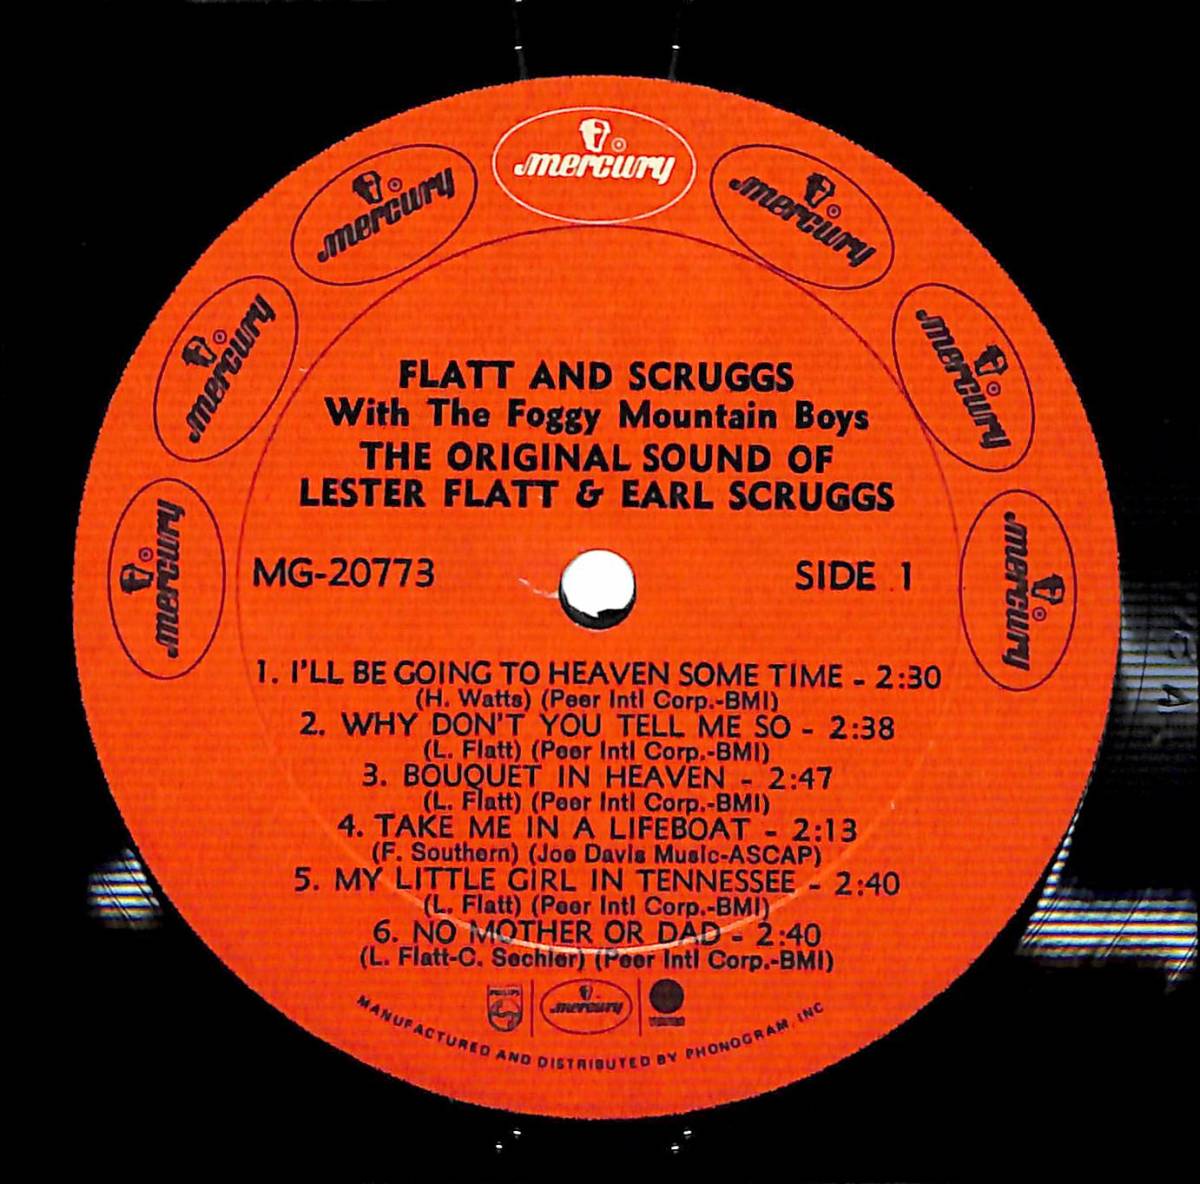 mercury
mercury
mercury
mercury
mercury
mercury
mercury
FLATT AND SCRUGGS
With The Foggy Mountain Boys
THE ORIGINAL SOUND OF
LESTER FLATT & EARL SCRUGGS
MG-20773
SIDE 1
1. I'LL BE GOING TO HEAVEN SOME TIME - 2:30
(H. Watts) (Peer Intl Corp.-BMI)
2. WHY DON'T YOU TELL ME SO - 2:38
(L. Flatt) (Peer Intl Corp.-BMI)
3. BOUQUET IN HEAVEN - 2:47
(L. Flatt) (Peer Intl Corp.-BMI)
4. TAKE ME IN A LIFEBOAT - 2:13
(F. Southern) (Joe Davis Music-ASCAP)
5. MY LITTLE GIRL IN TENNESSEE - 2:40
(L. Flatt) (Peer Intl Corp.-BMI)
6. NO MOTHER OR DAD - 2:40
(L. Flatt-C. Sechler) (Peer Intl Corp.-BMI)
PHILIPS
mercury
MANUFACTURED AND DISTRIBUTED BY PHONOGRAM, INC